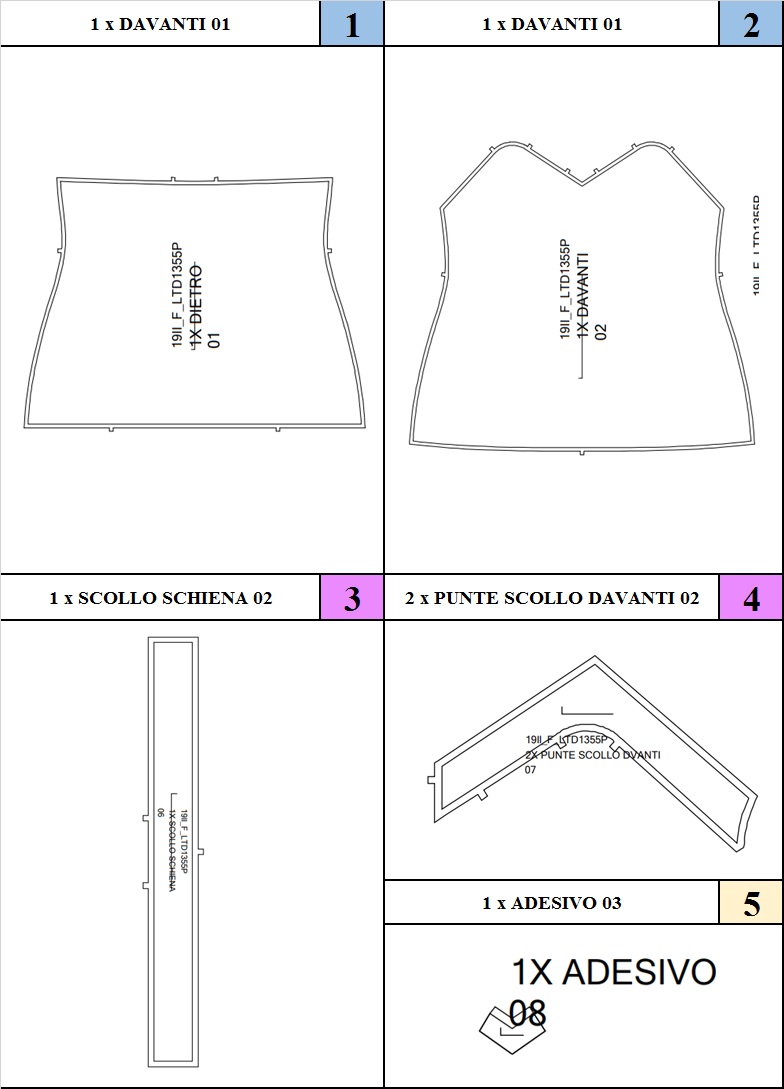 1 x DAVANTI 01
1
1 x DAVANTI 01
2
19II_F_LTD1355P
1X DIETRO
01
19II_F_LTD1355P
1X DAVANTI
02
19II_F_LTD1355P
1 x SCOLLO SCHIENA 02
3
2 x PUNTE SCOLLO DAVANTI 02
4
19II_F_LTD1355P
1X SCOLLO SCHIENA
06
19II_F_LTD1355P
2X PUNTE SCOLLO DVANTI
07
1 x ADESIVO 03
5
1X ADESIVO
08